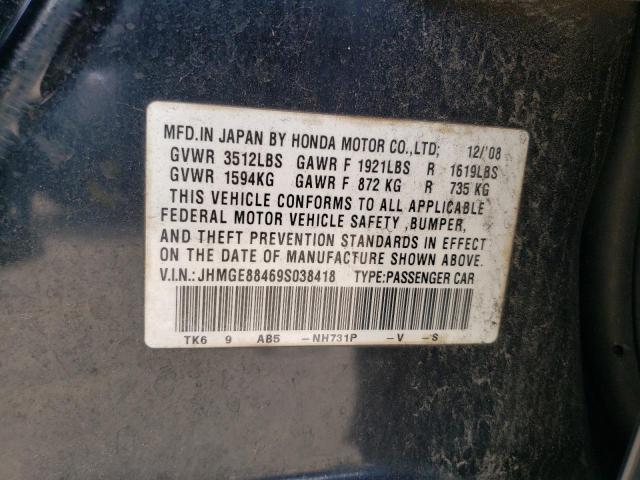 MFD.IN JAPAN BY HONDA MOTOR CO.,LTD; 12/'08
GVWR 3512LBS GAWR F 1921LBS R 1619LBS
GVWR 1594KG GAWR F 872 KG R 735 KG
THIS VEHICLE CONFORMS TO ALL APPLICABLE
FEDERAL MOTOR VEHICLE SAFETY ,BUMPER,
AND THEFT PREVENTION STANDARDS IN EFFECT
ON THE DATE OF MANUFACTURE SHOWN ABOVE.
V.I.N.: JHMGE88469S038418 TYPE:PASSENGER CAR
TK6 9 AB5 -NH731P -V -S